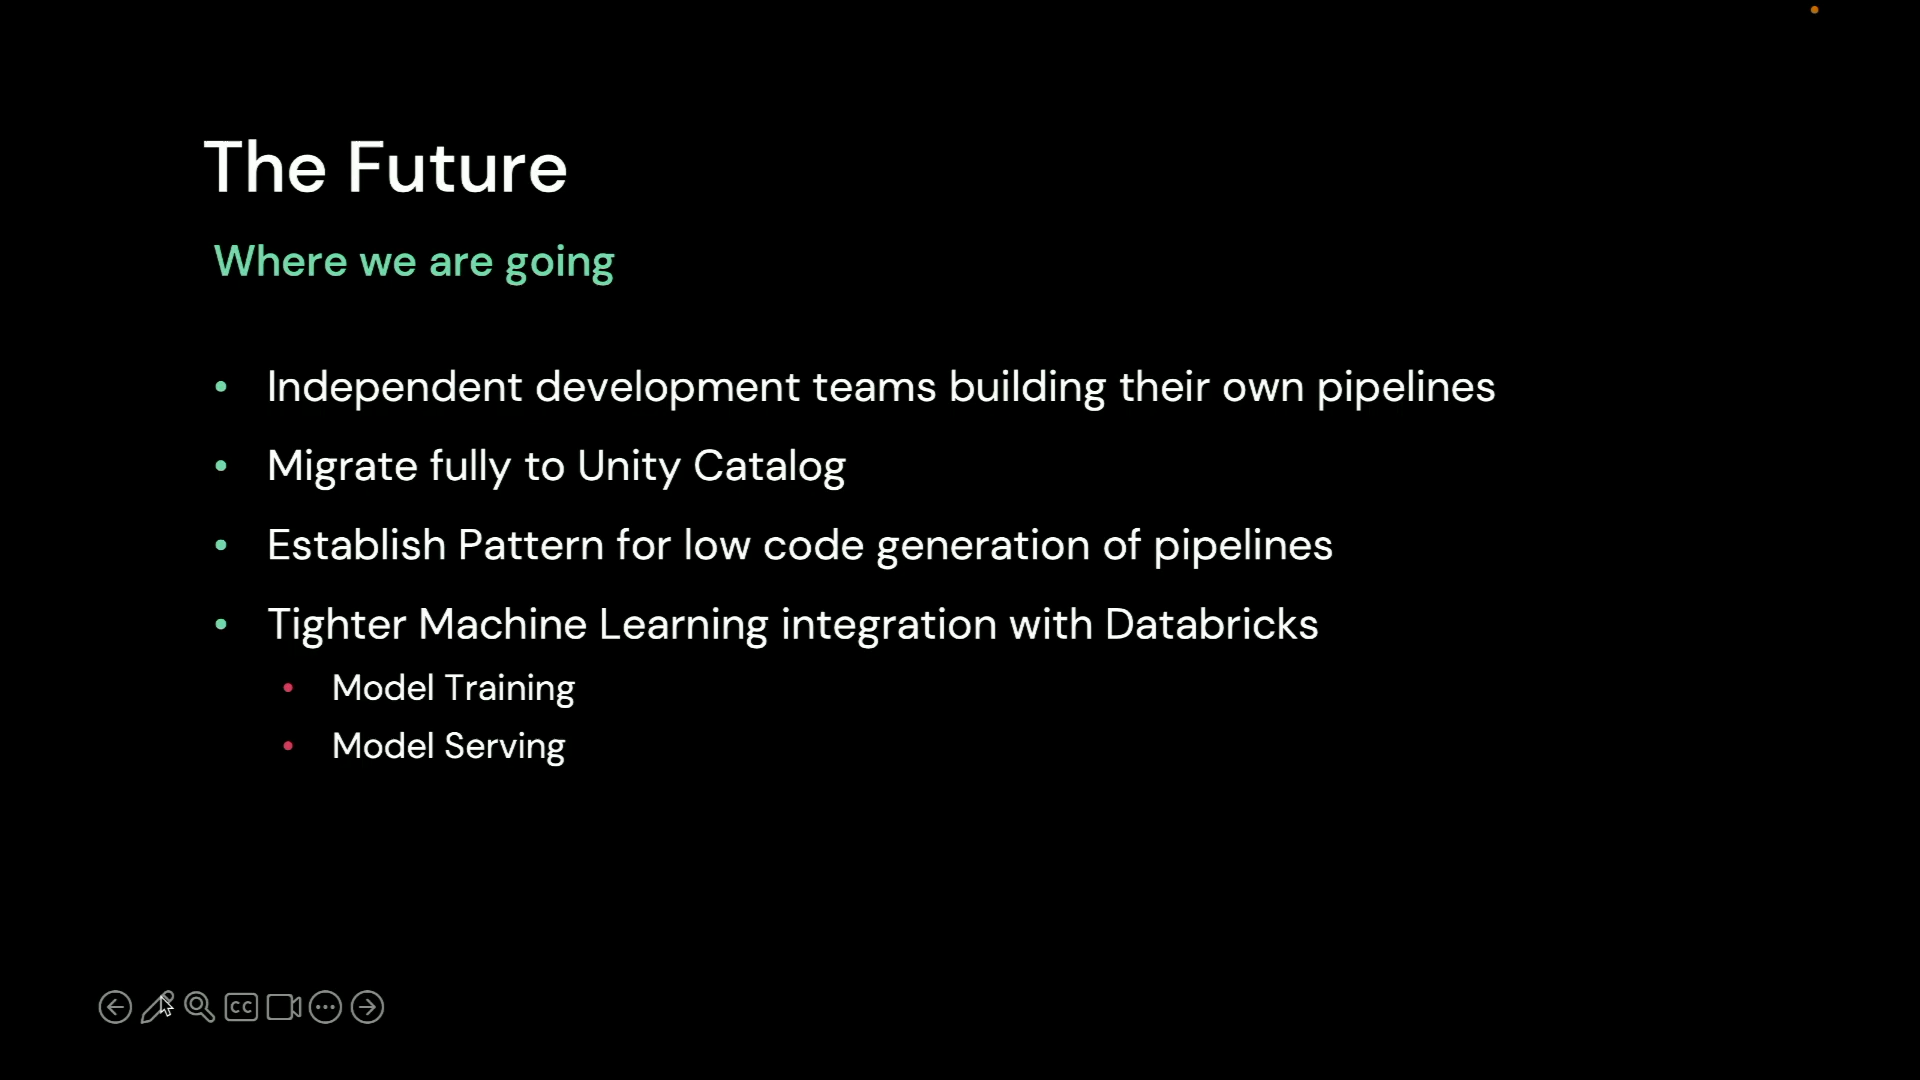 The Future
Where we are going
• Independent development teams building their own pipelines
• Migrate fully to Unity Catalog
• Establish Pattern for low code generation of pipelines
• Tighter Machine Learning integration with Databricks
• Model Training
• Model Serving
CC